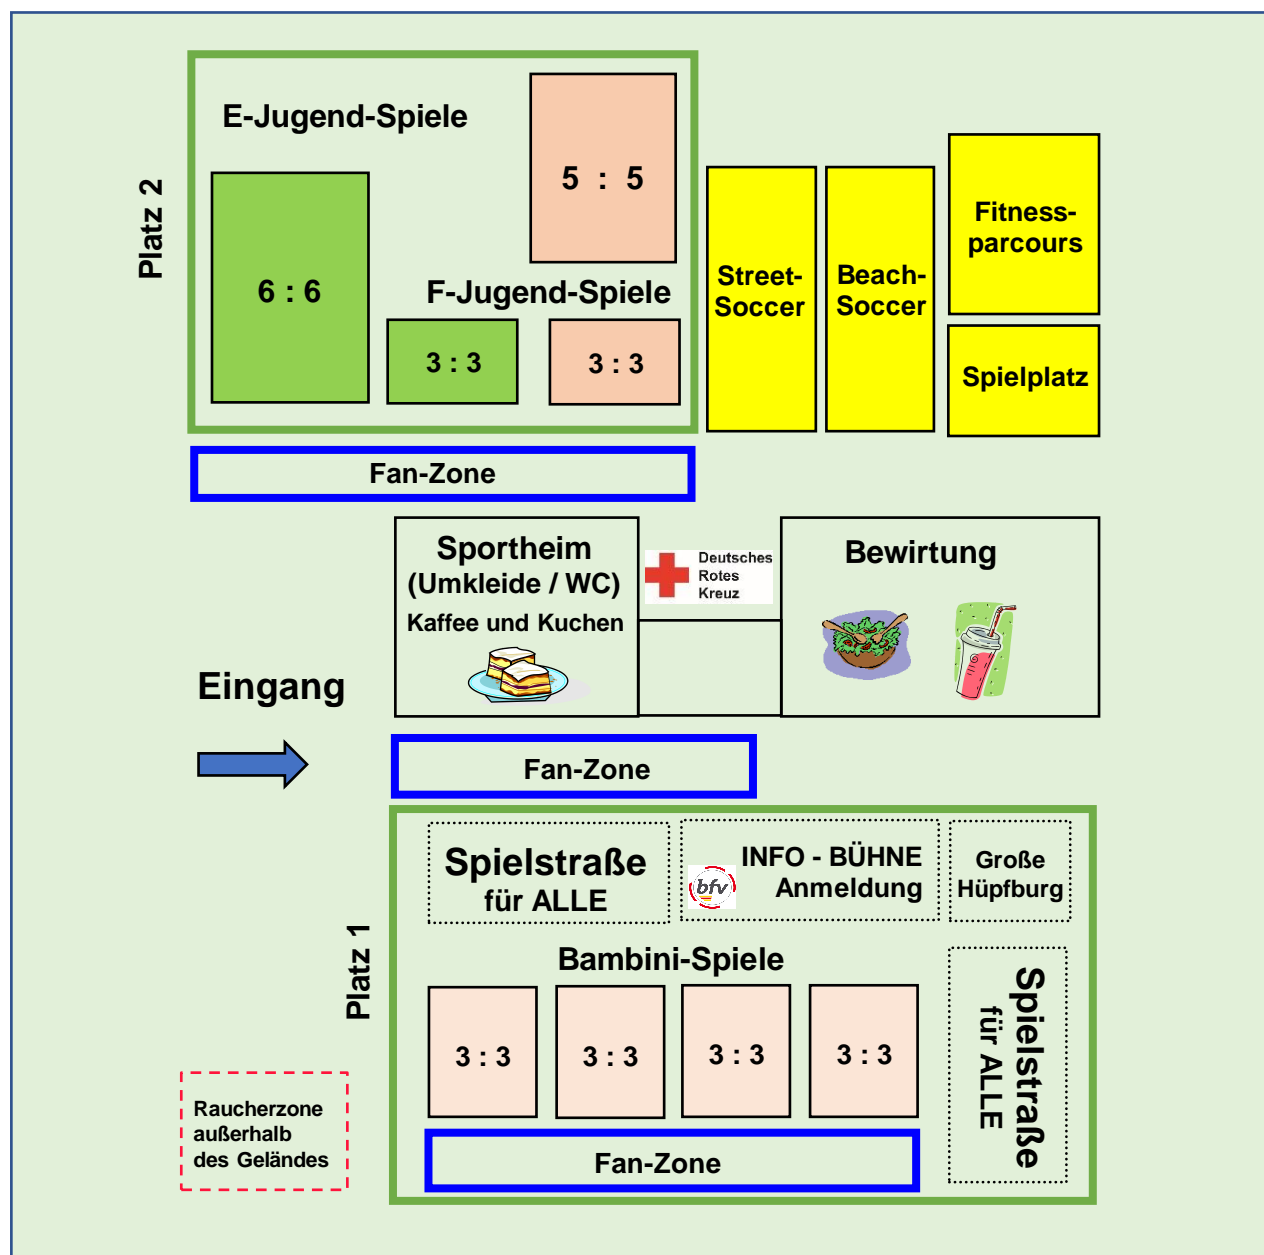 E-Jugend-Spiele
5 : 5
Platz 2
6 : 6
F-Jugend-Spiele
3 : 3
3 : 3
Street-
Soccer
Beach-
Soccer
Fitness-
parcours
Spielplatz
Fan-Zone
Sportheim
(Umkleide / WC)
Kaffee und Kuchen
Deutsches
Rotes
Kreuz
Bewirtung
Eingang
Fan-Zone
Platz 1
Spielstraße
für ALLE
bfv
INFO - BÜHNE
Anmeldung
Große
Hüpfburg
Bambini-Spiele
3 : 3
3 : 3
3 : 3
3 : 3
Spielstraße
für ALLE
Fan-Zone
Raucherzone
außerhalb
des Geländes